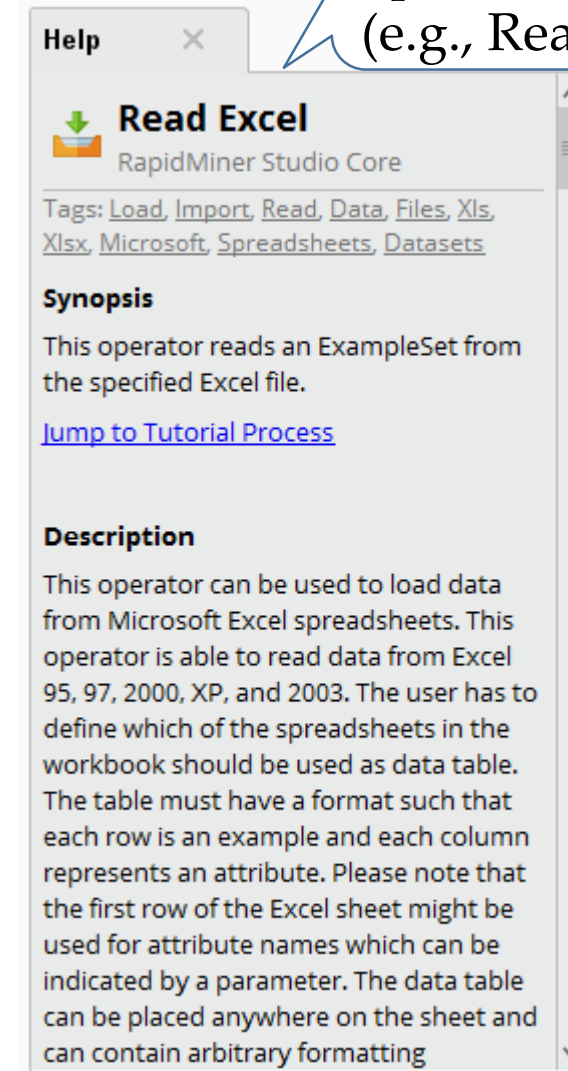 (e.g., Rea
Help
Read Excel
RapidMiner Studio Core
Tags: Load, Import, Read, Data, Files, Xls,
Xlsx, Microsoft, Spreadsheets, Datasets
Synopsis
This operator reads an ExampleSet from
the specified Excel file.
Jump to Tutorial Process
Description
This operator can be used to load data
from Microsoft Excel spreadsheets. This
operator is able to read data from Excel
95, 97, 2000, XP, and 2003. The user has to
define which of the spreadsheets in the
workbook should be used as data table.
The table must have a format such that
each row is an example and each column
represents an attribute. Please note that
the first row of the Excel sheet might be
used for attribute names which can be
indicated by a parameter. The data table
can be placed anywhere on the sheet and
can contain arbitrary formatting